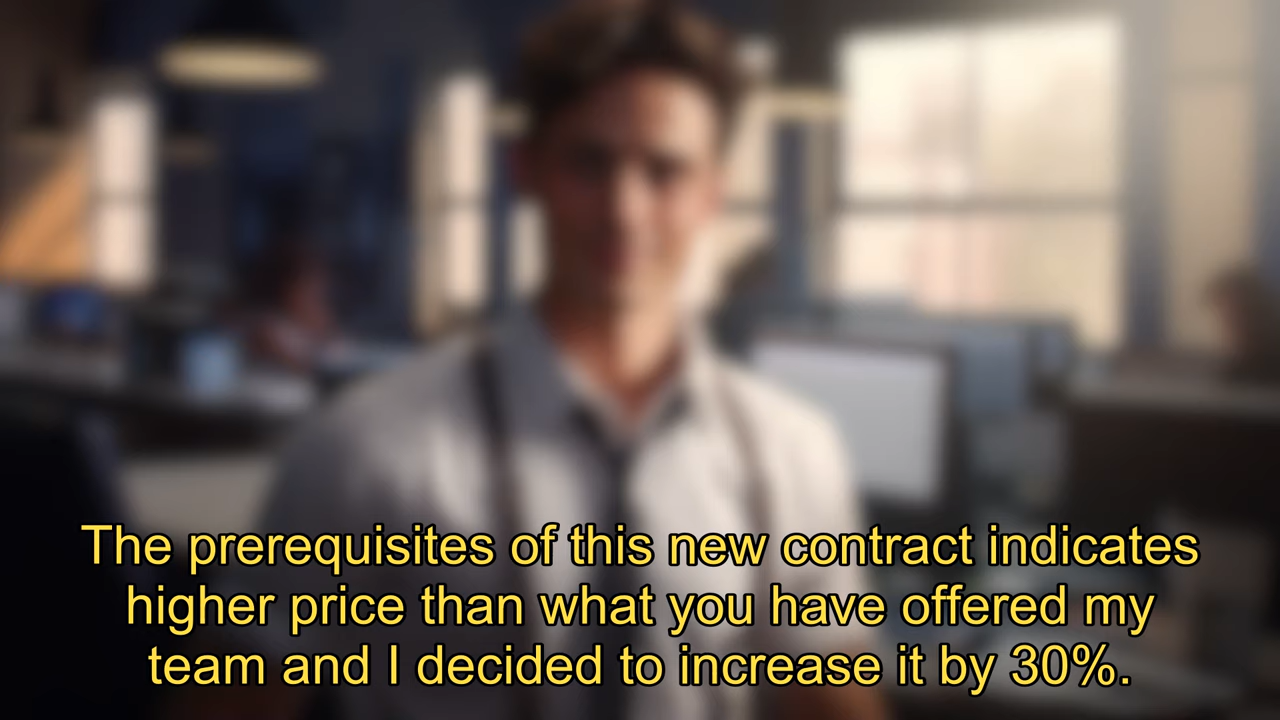 The prerequisites of this new contract indicates
higher price than what you have offered my
team and I decided to increase it by 30%.